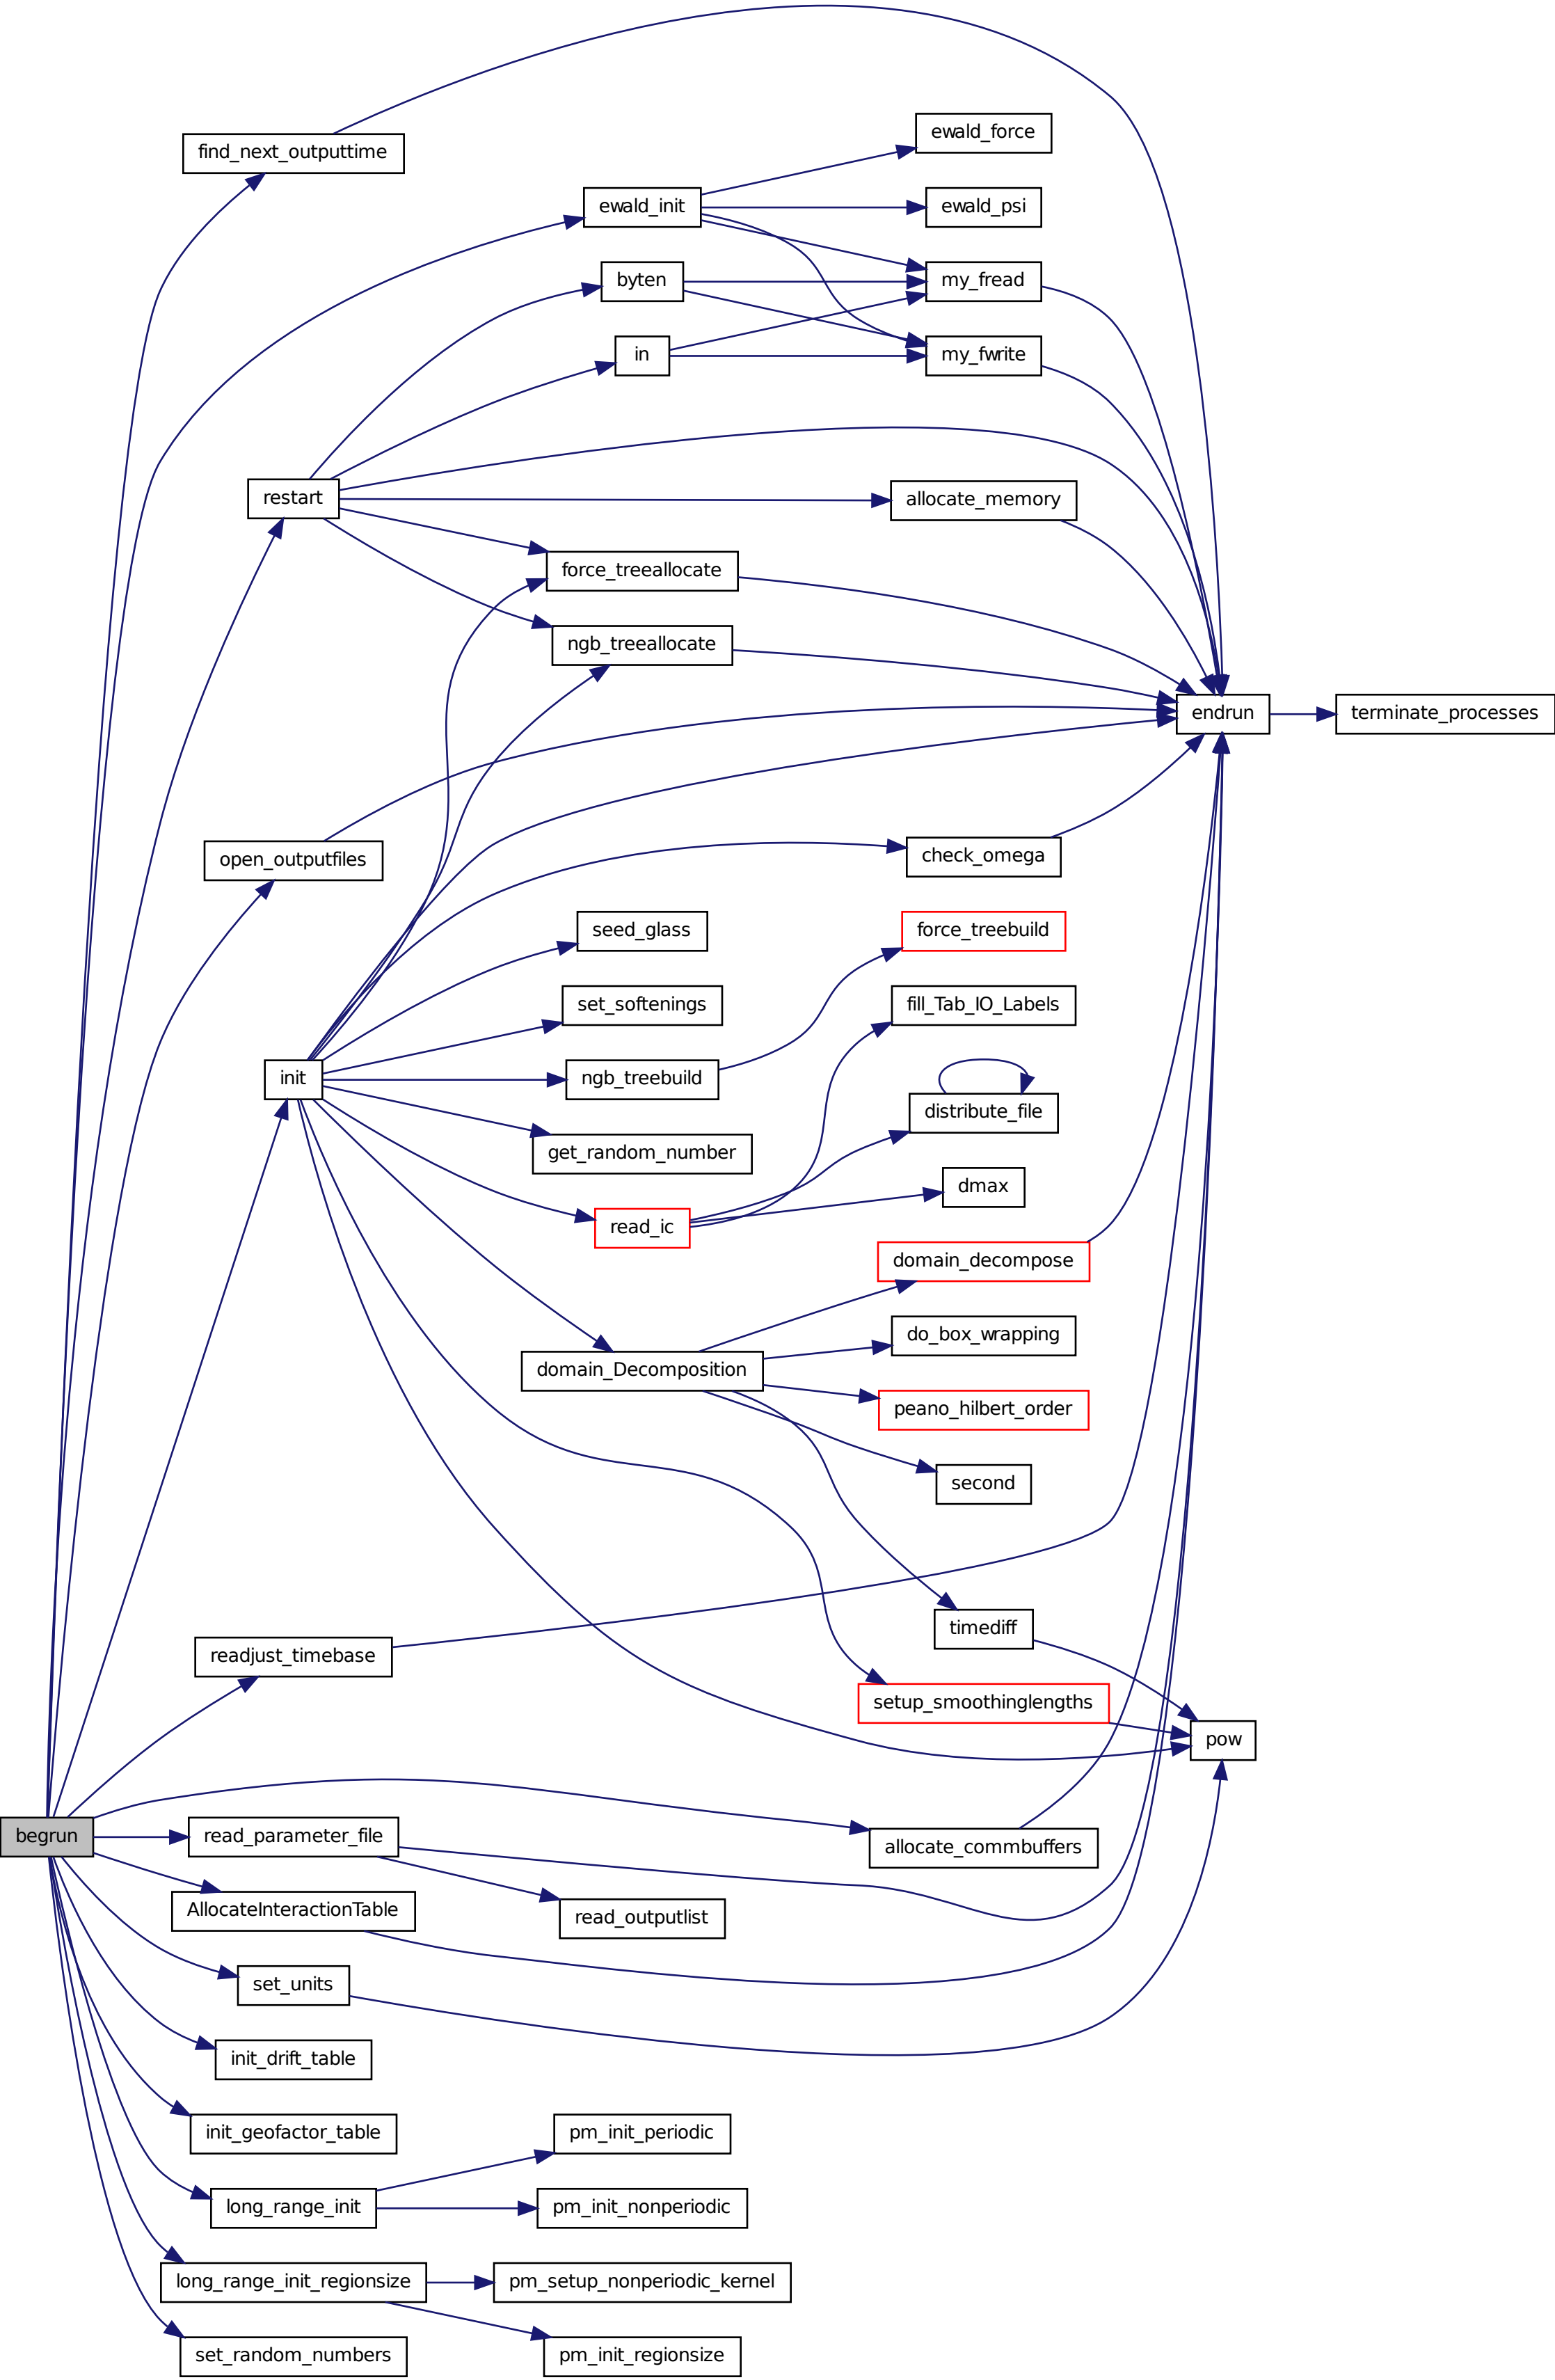 find_next_outputtime
ewald_force
ewald_init
ewald_psi
byten
my_fread
in
my_fwrite
restart
allocate_memory
force_treeallocate
ngb_treeallocate
endrun
terminate_processes
open_outputfiles
check_omega
seed_glass
force_treebuild
set_softenings
fill_Tab_IO_Labels
init
ngb_treebuild
distribute_file
get_random_number
dmax
read_ic
domain_decompose
do_box_wrapping
domain_Decomposition
peano_hilbert_order
second
timediff
readjust_timebase
setup_smoothinglengths
pow
begrun
read_parameter_file
allocate_commbuffers
AllocateInteractionTable
read_outputlist
set_units
init_drift_table
init_geofactor_table
pm_init_periodic
long_range_init
pm_init_nonperiodic
long_range_init_regionsize
pm_setup_nonperiodic_kernel
set_random_numbers
pm_init_regionsize